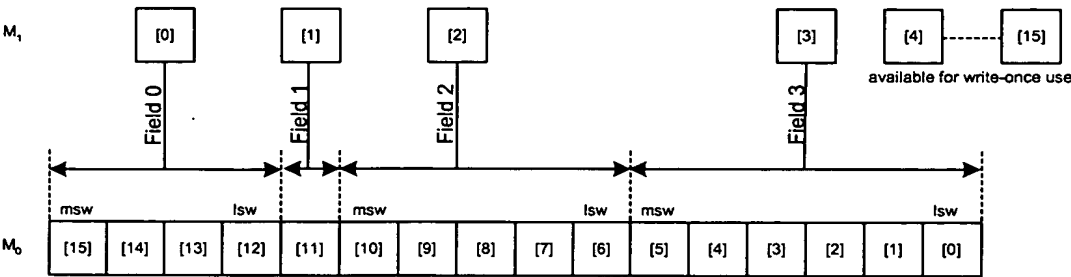 M₁ [0] [1] [2] [3] [4] [15]
available for write-once use
Field 0 Field 1 Field 2 Field 3
msw lsw msw lsw msw lsw
M₀ [15] [14] [13] [12] [11] [10] [9] [8] [7] [6] [5] [4] [3] [2] [1] [0]